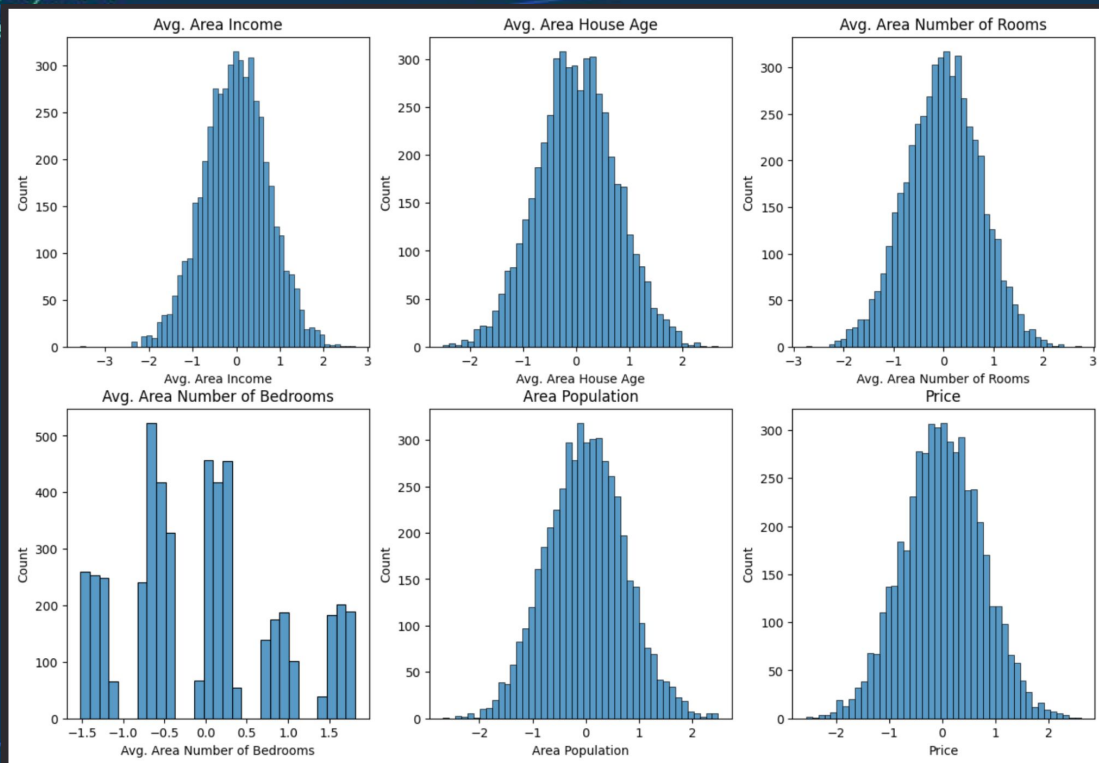 Avg. Area Income
Avg. Area House Age
Avg. Area Number of Rooms
300
250
200
150
100
50
0
Count
−3 −2 −1 0 1 2 3
Avg. Area Income
300
250
200
150
100
50
0
Count
−2 −1 0 1 2
Avg. Area House Age
300
250
200
150
100
50
0
Count
−3 −2 −1 0 1 2 3
Avg. Area Number of Rooms
Avg. Area Number of Bedrooms
Area Population
Price
500
400
300
200
100
0
Count
−1.5 −1.0 −0.5 0.0 0.5 1.0 1.5
Avg. Area Number of Bedrooms
300
250
200
150
100
50
0
Count
−2 −1 0 1 2
Area Population
300
250
200
150
100
50
0
Count
−2 −1 0 1 2
Price